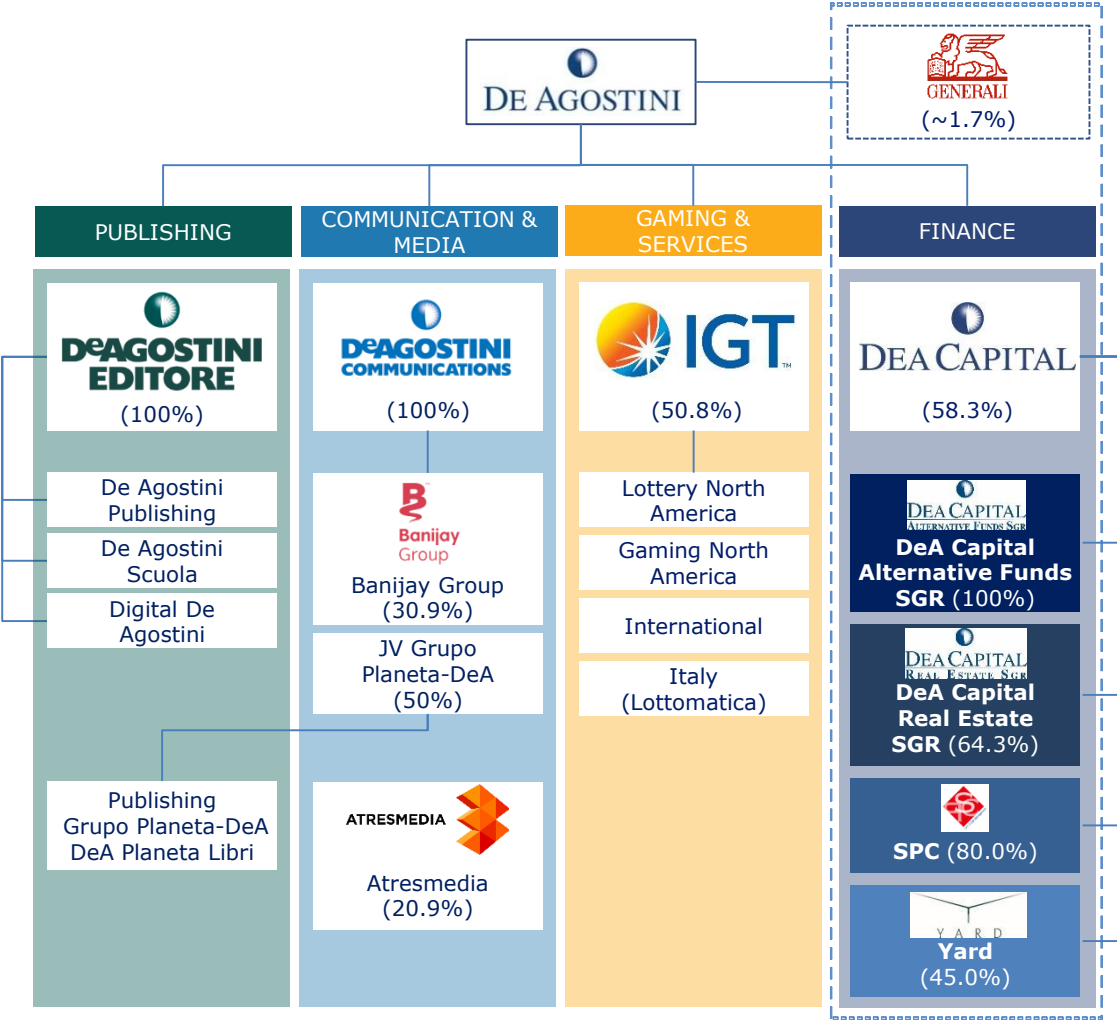 DE AGOSTINI
GENERALI
(~1.7%)
PUBLISHING
COMMUNICATION &
MEDIA
GAMING &
SERVICES
FINANCE
DeAGOSTINI
EDITORE
(100%)
De Agostini
Publishing
De Agostini
Scuola
Digital De
Agostini
Publishing
Grupo Planeta-DeA
DeA Planeta Libri
DeAGOSTINI
COMMUNICATIONS
(100%)
B
Banijay
Group
Banijay Group
(30.9%)
JV Grupo
Planeta-DeA
(50%)
ATRESMEDIA
Atresmedia
(20.9%)
IGT™
(50.8%)
Lottery North
America
Gaming North
America
International
Italy
(Lottomatica)
DEA CAPITAL
(58.3%)
DEA CAPITAL
ALTERNATIVE FUNDS SGR
DeA Capital
Alternative Funds
SGR (100%)
DEA CAPITAL
REAL ESTATE SGR
DeA Capital
Real Estate
SGR (64.3%)
SPC (80.0%)
YARD
Yard
(45.0%)